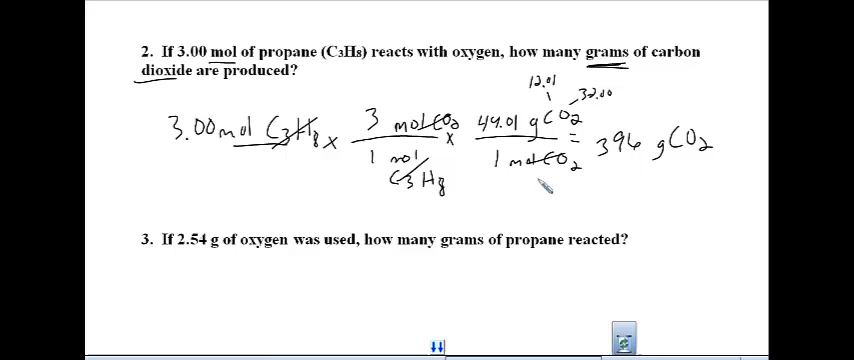 2. If 3.00 mol of propane (C3H8) reacts with oxygen, how many grams of carbon
dioxide are produced?
12.01
32.00
3.00 mol C3H8 x 3 mol CO2 x 44.01 g CO2 = 396 g CO2
1 mol 1 mol CO2
C3H8
3. If 2.54 g of oxygen was used, how many grams of propane reacted?